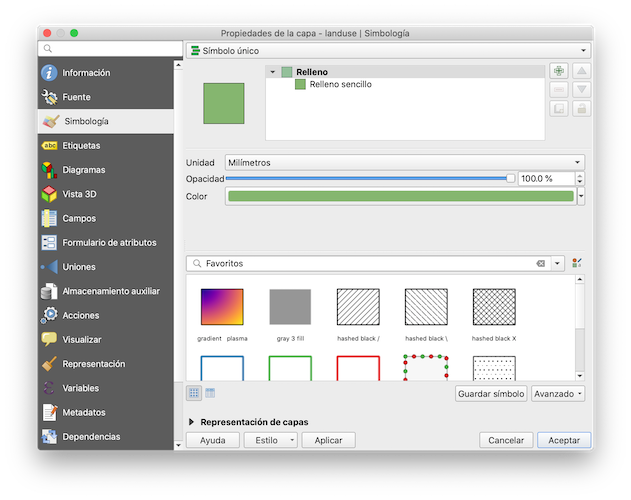 Propiedades de la capa - landuse | Simbología
Símbolo único
Información
Fuente
Simbología
abc Etiquetas
Diagramas
Vista 3D
Campos
Formulario de atributos
Uniones
Almacenamiento auxiliar
Acciones
Visualizar
Representación
Variables
Metadatos
Dependencias
Relleno
Relleno sencillo
Unidad Milímetros
Opacidad 100.0 %
Color
Favoritos
gradient plasma gray 3 fill hashed black / hashed black \ hashed black X
Guardar símbolo Avanzado
Representación de capas
Ayuda Estilo Aplicar Cancelar Aceptar